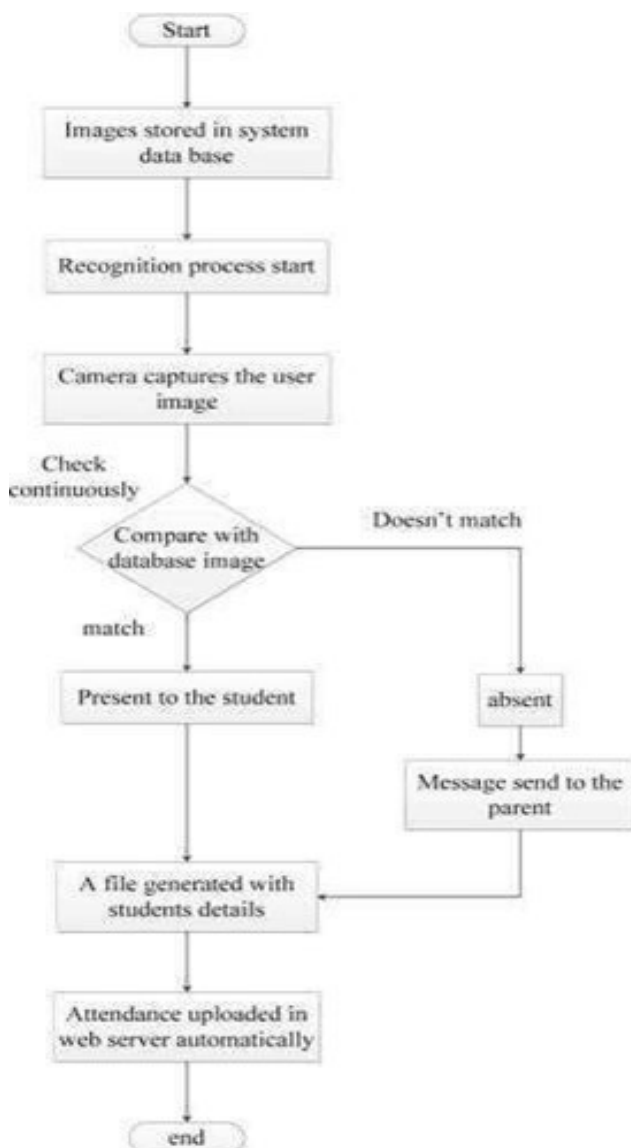 Start
Images stored in system
data base
Recognition process start
Camera captures the user
image
Check
continuously
Compare with
database image
Doesn't match
match
Present to the student
absent
Message send to the
parent
A file generated with
students details
Attendance uploaded in
web server automatically
end